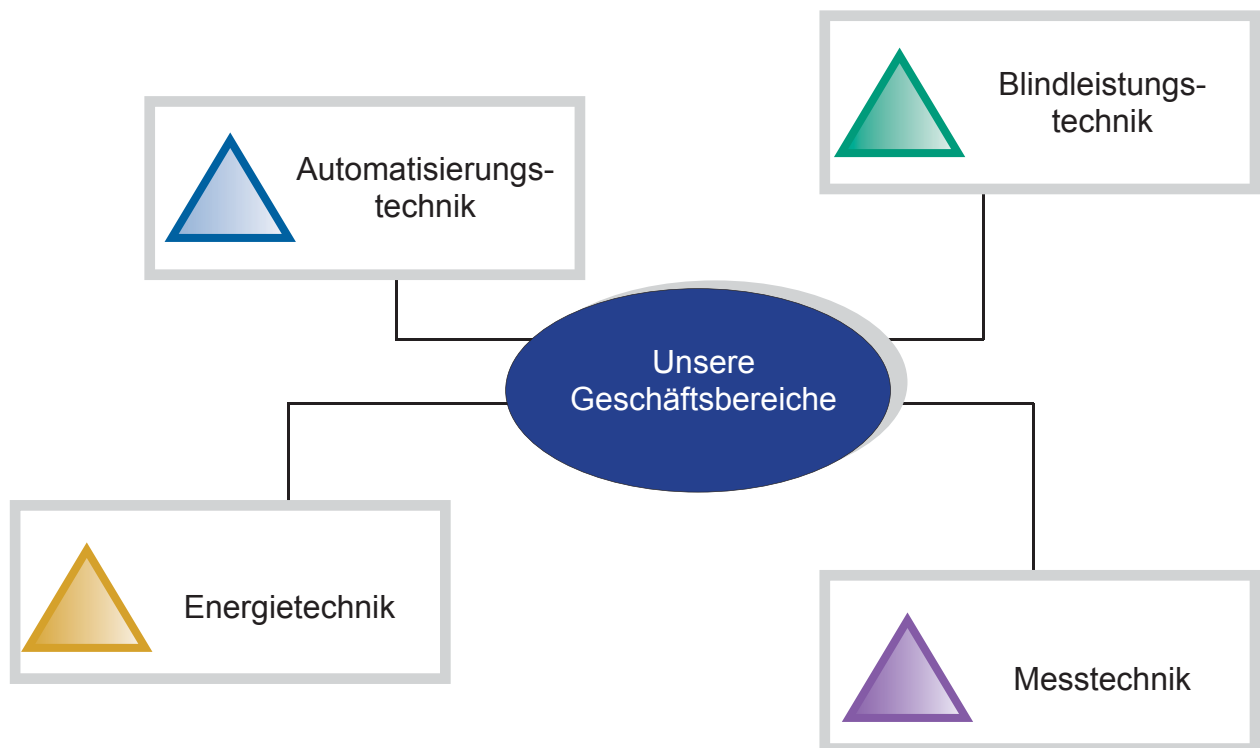 Blindleistungs-
technik
Automatisierungs-
technik
Unsere
Geschäftsbereiche
Energietechnik
Messtechnik